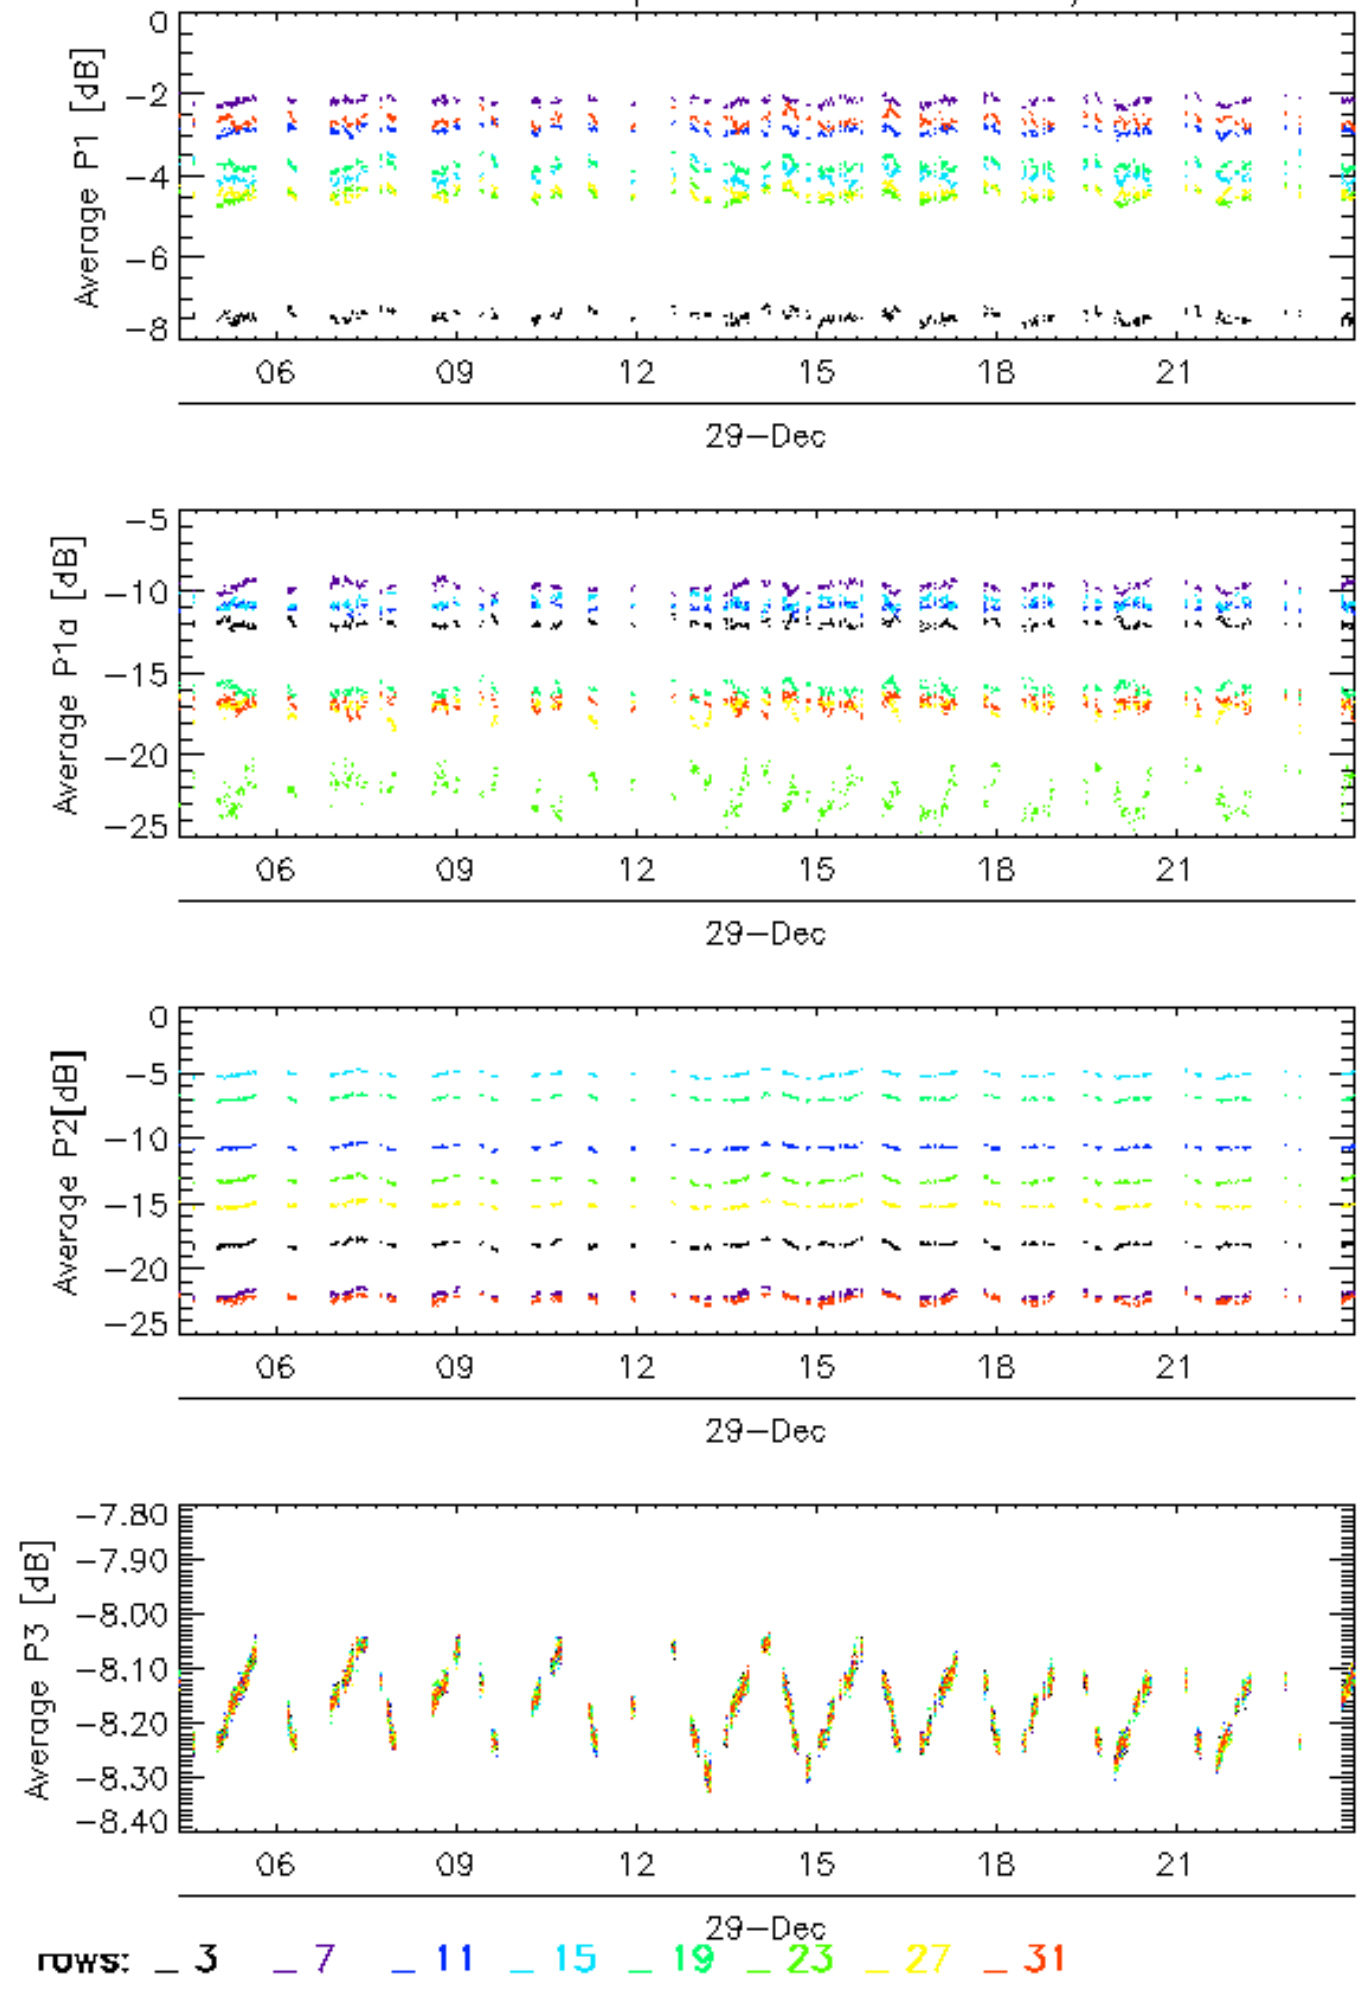 Average P1 [dB]
0
−2
−4
−6
−8
06 09 12 15 18 21
29−Dec
Average P1a [dB]
−5
−10
−15
−20
−25
06 09 12 15 18 21
29−Dec
Average P2[dB]
0
−5
−10
−15
−20
−25
06 09 12 15 18 21
29−Dec
Average P3 [dB]
−7.80
−7.90
−8.00
−8.10
−8.20
−8.30
−8.40
06 09 12 15 18 21
29−Dec
rows: _ 3 _ 7 _ 11 _ 15 _ 19 _ 23 _ 27 _ 31